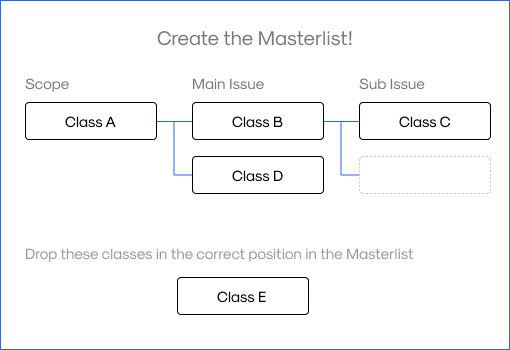 Create the Masterlist!
Scope
Main Issue
Sub Issue
Class A
Class B
Class C
Class D
Drop these classes in the correct position in the Masterlist
Class E